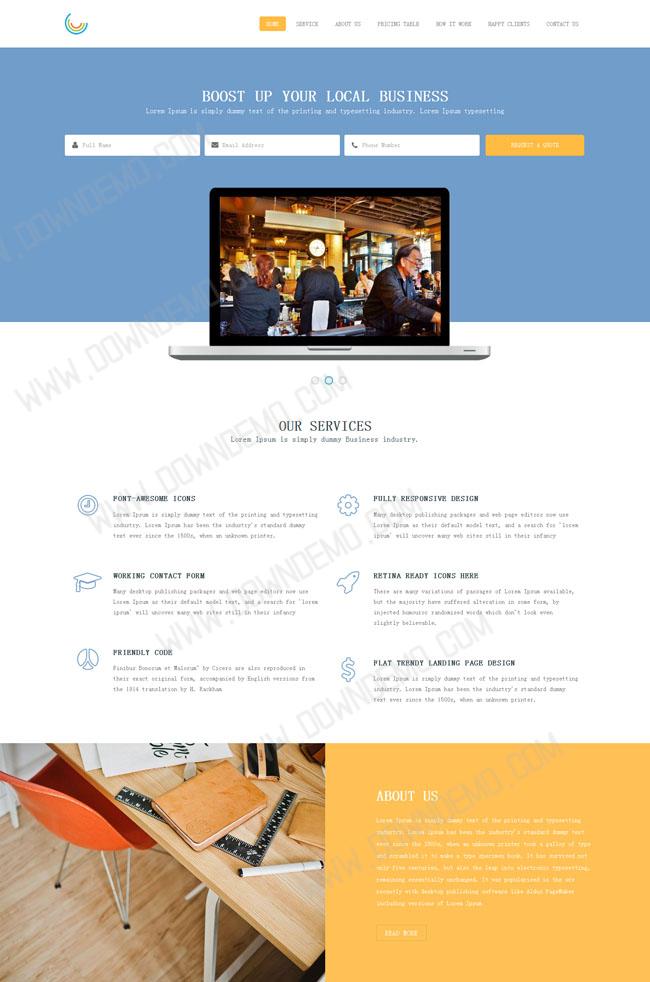 HOME SERVICE ABOUT US PRICING TABLE HOW IT WORK HAPPY CLIENTS CONTACT US
BOOST UP YOUR LOCAL BUSINESS
Lorem Ipsum is simply dummy text of the printing and typesetting industry. Lorem Ipsum typesetting
Full Name Email Address Phone Number REQUEST A QUOTE
OUR SERVICES
Lorem Ipsum is simply dummy Business industry.
FONT-AWESOME ICONS
Lorem Ipsum is simply dummy text of the printing and typesetting
industry. Lorem Ipsum has been the industry's standard dummy
text ever since the 1500s, when an unknown printer.
FULLY RESPONSIVE DESIGN
Many desktop publishing packages and web page editors now use
Lorem Ipsum as their default model text, and a search for 'lorem
ipsum' will uncover many web sites still in their infancy
WORKING CONTACT FORM
Many desktop publishing packages and web page editors now use
Lorem Ipsum as their default model text, and a search for 'lorem
ipsum' will uncover many web sites still in their infancy
RETINA READY ICONS HERE
There are many variations of passages of Lorem Ipsum available,
but the majority have suffered alteration in some form, by
injected humour or randomised words which don't look even
slightly believable.
FRIENDLY CODE
Finibus Bonorum et Malorum" by Cicero are also reproduced in
their exact original form, accompanied by English versions from
the 1914 translation by H. Rackham
FLAT TRENDY LANDING PAGE DESIGN
Lorem Ipsum is simply dummy text of the printing and typesetting
industry. Lorem Ipsum has been the industry's standard dummy
text ever since the 1500s, when an unknown printer.
ABOUT US
Lorem Ipsum is simply dummy text of the printing and typesetting
industry. Lorem Ipsum has been the industry's standard dummy text
ever since the 1500s, when an unknown printer took a galley of type
and scrambled it to make a type specimen book. It has survived not
only five centuries, but also the leap into electronic typesetting,
remaining essentially unchanged. It was popularised in the
recently with desktop publishing software like Aldus PageMaker
including versions of Lorem Ipsum
READ MORE
WWW.DOWNDEMO.COM
WWW.DOWNDEMO.COM
WWW.DOWNDEMO.COM